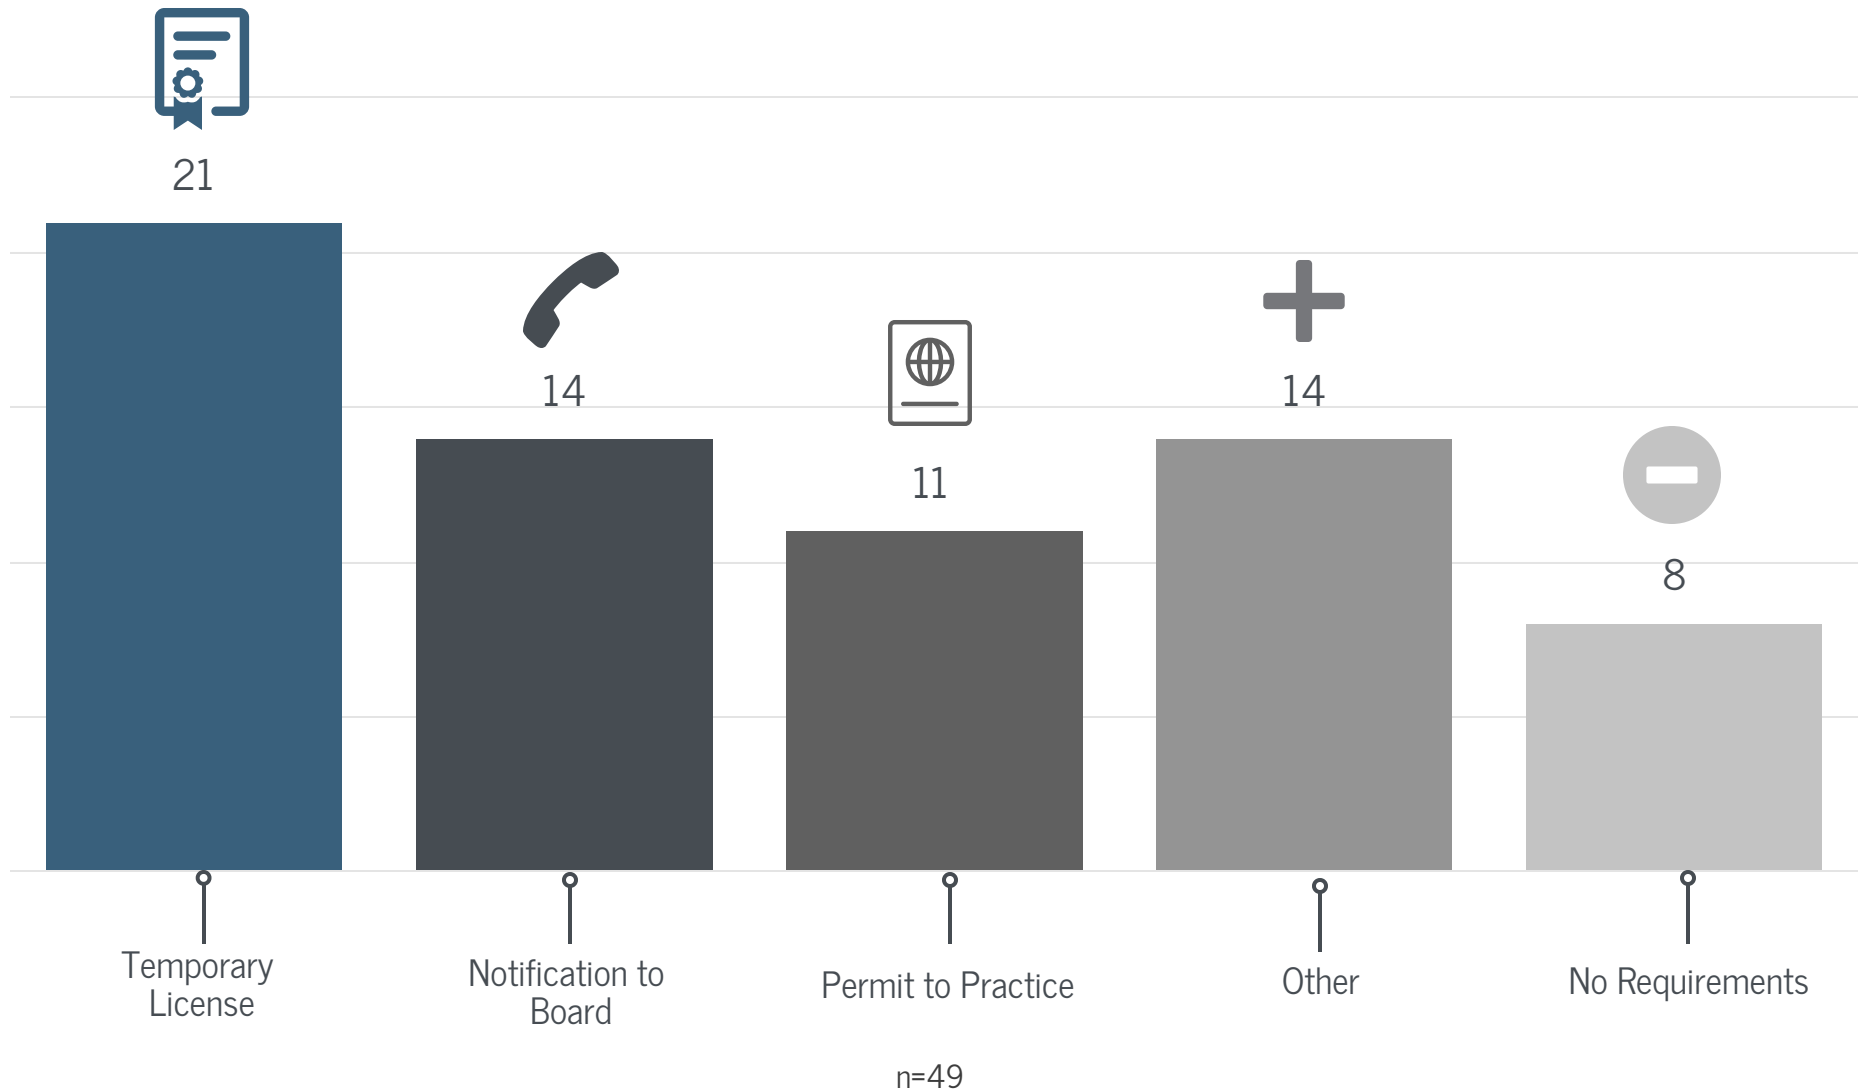 21
14
11
14
8
Temporary
License
Notification to
Board
Permit to Practice
Other
No Requirements
n=49